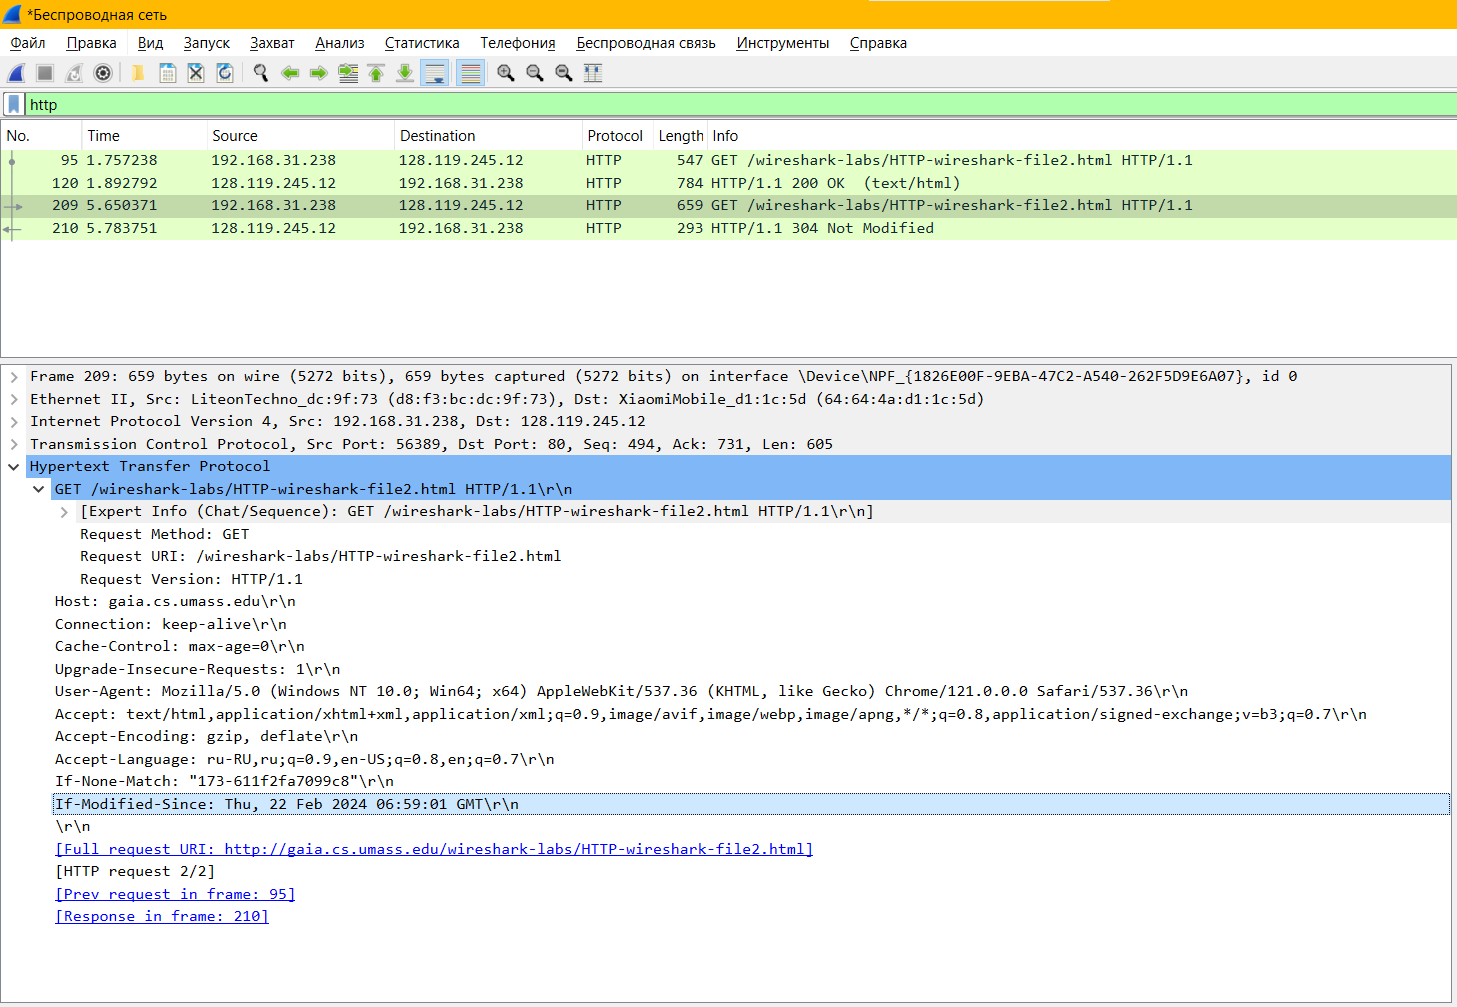 *Беспроводная сеть
Файл Правка Вид Запуск Захват Анализ Статистика Телефония Беспроводная связь Инструменты Справка
http
No. Time Source Destination Protocol Length Info
95 1.757238 192.168.31.238 128.119.245.12 HTTP 547 GET /wireshark-labs/HTTP-wireshark-file2.html HTTP/1.1
120 1.892792 128.119.245.12 192.168.31.238 HTTP 784 HTTP/1.1 200 OK  (text/html)
209 5.650371 192.168.31.238 128.119.245.12 HTTP 659 GET /wireshark-labs/HTTP-wireshark-file2.html HTTP/1.1
210 5.783751 128.119.245.12 192.168.31.238 HTTP 293 HTTP/1.1 304 Not Modified
Frame 209: 659 bytes on wire (5272 bits), 659 bytes captured (5272 bits) on interface \Device\NPF_{1826E00F-9EBA-47C2-A540-262F5D9E6A07}, id 0
Ethernet II, Src: LiteonTechno_dc:9f:73 (d8:f3:bc:dc:9f:73), Dst: XiaomiMobile_d1:1c:5d (64:64:4a:d1:1c:5d)
Internet Protocol Version 4, Src: 192.168.31.238, Dst: 128.119.245.12
Transmission Control Protocol, Src Port: 56389, Dst Port: 80, Seq: 494, Ack: 731, Len: 605
Hypertext Transfer Protocol
GET /wireshark-labs/HTTP-wireshark-file2.html HTTP/1.1\r\n
[Expert Info (Chat/Sequence): GET /wireshark-labs/HTTP-wireshark-file2.html HTTP/1.1\r\n]
Request Method: GET
Request URI: /wireshark-labs/HTTP-wireshark-file2.html
Request Version: HTTP/1.1
Host: gaia.cs.umass.edu\r\n
Connection: keep-alive\r\n
Cache-Control: max-age=0\r\n
Upgrade-Insecure-Requests: 1\r\n
User-Agent: Mozilla/5.0 (Windows NT 10.0; Win64; x64) AppleWebKit/537.36 (KHTML, like Gecko) Chrome/121.0.0.0 Safari/537.36\r\n
Accept: text/html,application/xhtml+xml,application/xml;q=0.9,image/avif,image/webp,image/apng,*/*;q=0.8,application/signed-exchange;v=b3;q=0.7\r\n
Accept-Encoding: gzip, deflate\r\n
Accept-Language: ru-RU,ru;q=0.9,en-US;q=0.8,en;q=0.7\r\n
If-None-Match: "173-611f2fa7099c8"\r\n
If-Modified-Since: Thu, 22 Feb 2024 06:59:01 GMT\r\n
\r\n
[Full request URI: http://gaia.cs.umass.edu/wireshark-labs/HTTP-wireshark-file2.html]
[HTTP request 2/2]
[Prev request in frame: 95]
[Response in frame: 210]